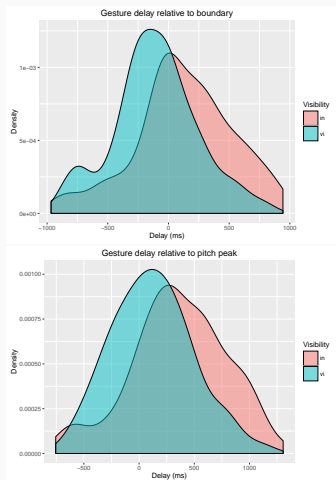 Gesture delay relative to boundary
1e−03
5e−04
0e+00
−1000
−500
0
500
1000
Delay (ms)
Density
Visibility
in
vi
Gesture delay relative to pitch peak
0.00100
0.00075
0.00050
0.00025
0.00000
−500
0
500
1000
Delay (ms)
Density
Visibility
in
vi